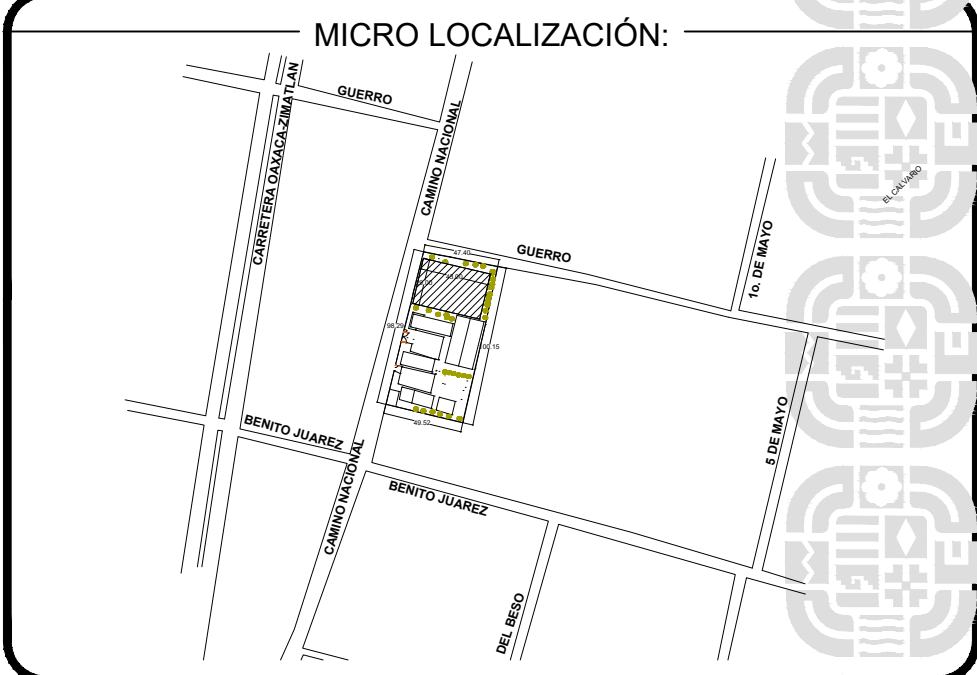 MICRO LOCALIZACIÓN:
CARRETERA OAXACA-ZIMATLAN
GUERRO
CAMINO NACIONAL
EL CALVARIO
1o. DE MAYO
GUERRO
47.40
98.29
100.15
49.52
BENITO JUAREZ
CAMINO NACIONAL
BENITO JUAREZ
5 DE MAYO
DEL BESO